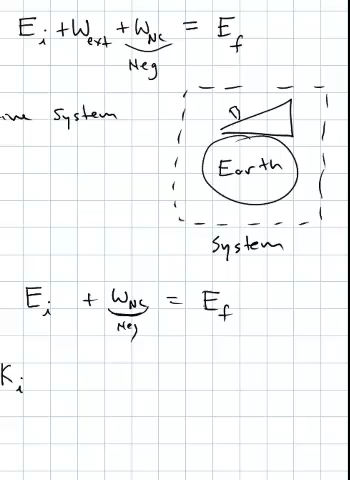 E_i + W_ext + W_NC = E_f
Neg
System
Earth
System
E_i + W_NC = E_f
Neg
K_i